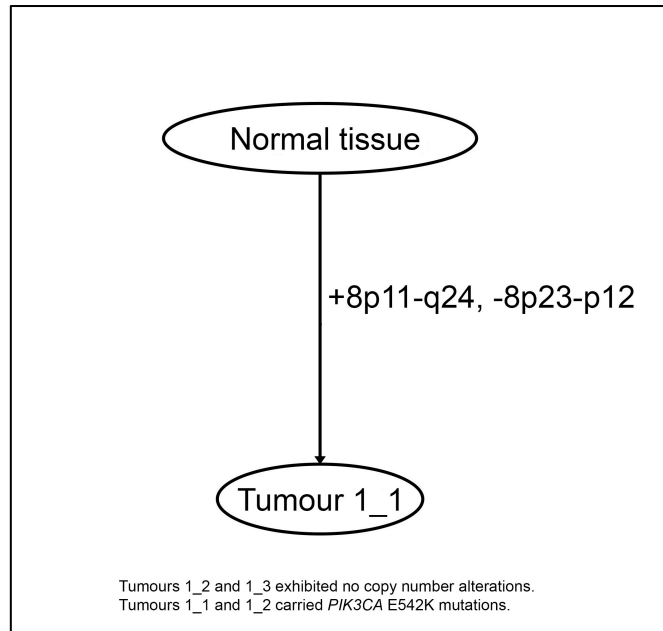 Normal tissue
+8p11-q24, -8p23-p12
Tumour 1_1
Tumours 1_2 and 1_3 exhibited no copy number alterations.
Tumours 1_1 and 1_2 carried PIK3CA E542K mutations.